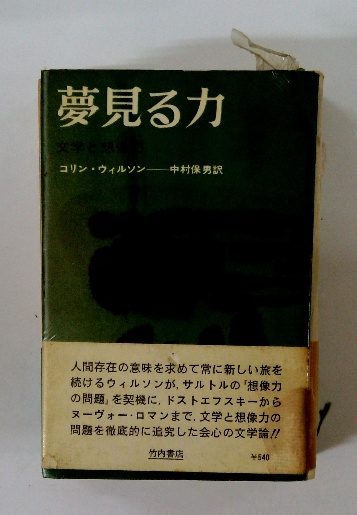 夢見る力
文学と想像力
コリン・ウィルソン――中村保男訳
人間存在の意味を求めて常に新しい旅を
続けるウィルソンが、サルトルの『想像力
の問題』を契機に、ドストエフスキーから
ヌーヴォー・ロマンまで、文学と想像力の
問題を徹底的に追究した会心の文学論!!
竹内書店
¥640